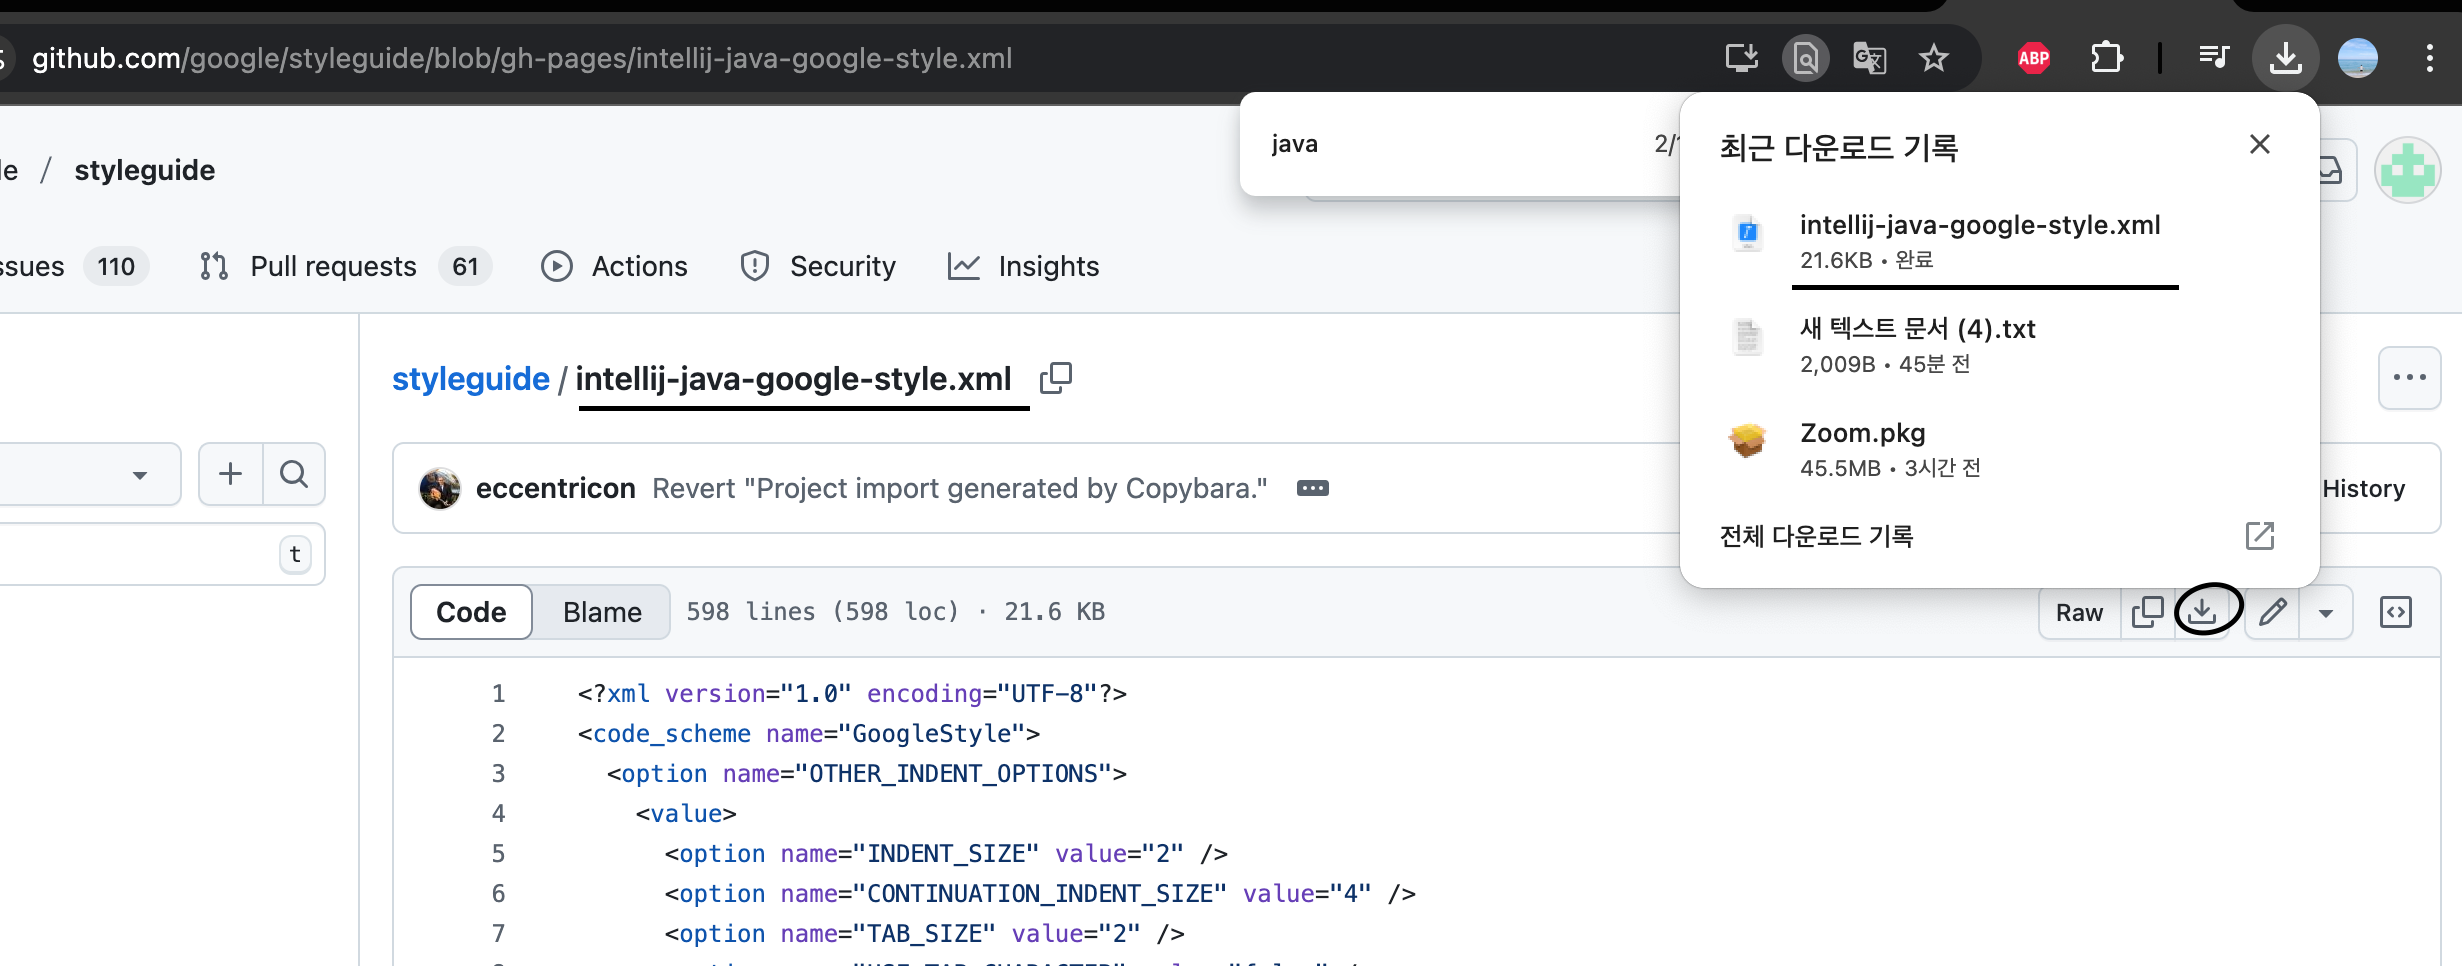 github.com/google/styleguide/blob/gh-pages/intellij-java-google-style.xml
ABP
java
2/
최근 다운로드 기록
intellij-java-google-style.xml
21.6KB • 완료
새 텍스트 문서 (4).txt
2,009B • 45분 전
Zoom.pkg
45.5MB • 3시간 전
전체 다운로드 기록
le / styleguide
ssues 110 Pull requests 61 Actions Security Insights
styleguide / intellij-java-google-style.xml
t
eccentricon Revert "Project import generated by Copybara." History
Code Blame 598 lines (598 loc) · 21.6 KB Raw
1 <?xml version="1.0" encoding="UTF-8"?>
2 <code_scheme name="GoogleStyle">
3 <option name="OTHER_INDENT_OPTIONS">
4 <value>
5 <option name="INDENT_SIZE" value="2" />
6 <option name="CONTINUATION_INDENT_SIZE" value="4" />
7 <option name="TAB_SIZE" value="2" />